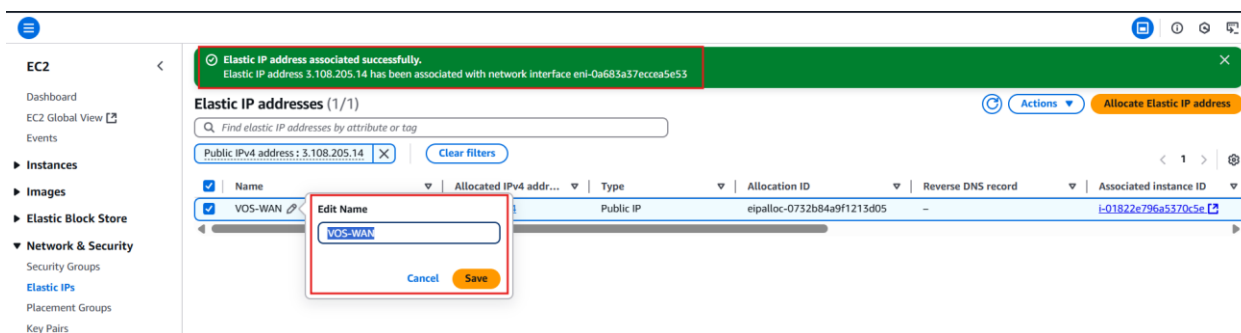 EC2
Dashboard
EC2 Global View
Events
Instances
Images
Elastic Block Store
Network & Security
Security Groups
Elastic IPs
Placement Groups
Key Pairs
Elastic IP address associated successfully.
Elastic IP address 3.108.205.14 has been associated with network interface eni-0a683a37eccea5e53
Elastic IP addresses (1/1)
Actions
Allocate Elastic IP address
Find elastic IP addresses by attribute or tag
Public IPv4 address : 3.108.205.14
Clear filters
1
Name Allocated IPv4 addr... Type Allocation ID Reverse DNS record Associated instance ID
VOS-WAN Public IP eipalloc-0732b84a9f1213d05 – i-01822e796a5370c5e
Edit Name
VOS-WAN
Cancel Save